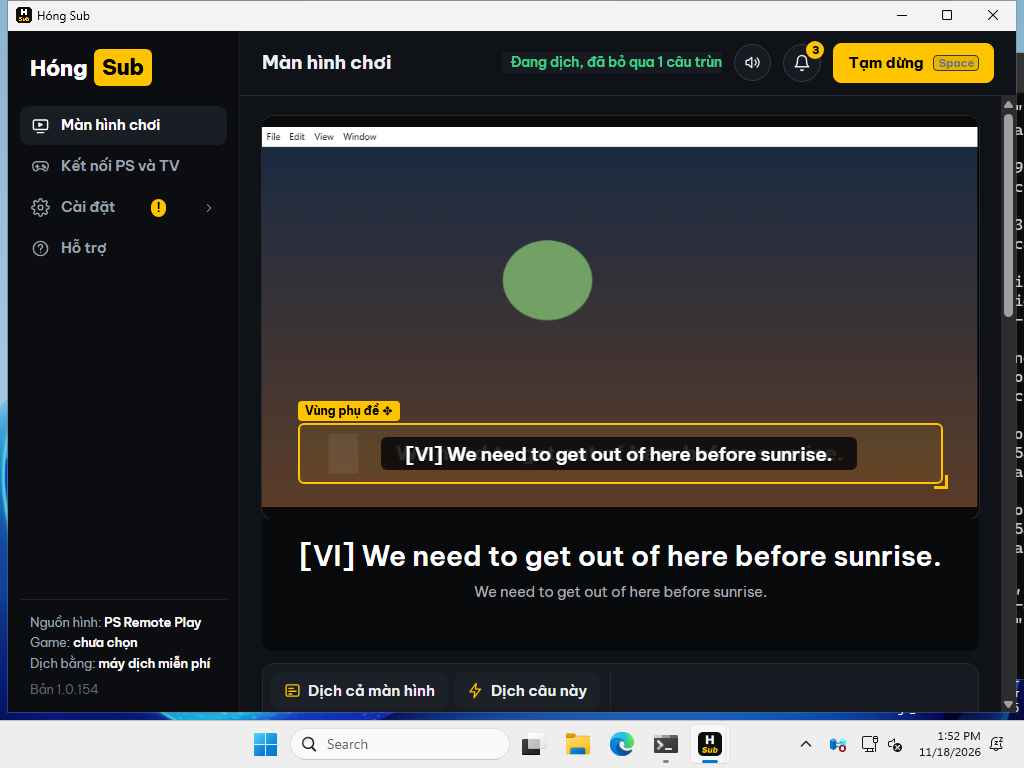 Hóng Sub
Hóng Sub
Màn hình chơi
Kết nối PS và TV
Cài đặt !
Hỗ trợ
Nguồn hình: PS Remote Play
Game: chưa chọn
Dịch bằng: máy dịch miễn phí
Bản 1.0.154
Màn hình chơi
Đang dịch, đã bỏ qua 1 câu trùn
3
Tạm dừng Space
File Edit View Window
Vùng phụ đề
[VI] We need to get out of here before sunrise.
[VI] We need to get out of here before sunrise.
We need to get out of here before sunrise.
Dịch cả màn hình
Dịch câu này
Search
H Sub
1:52 PM
11/18/2026